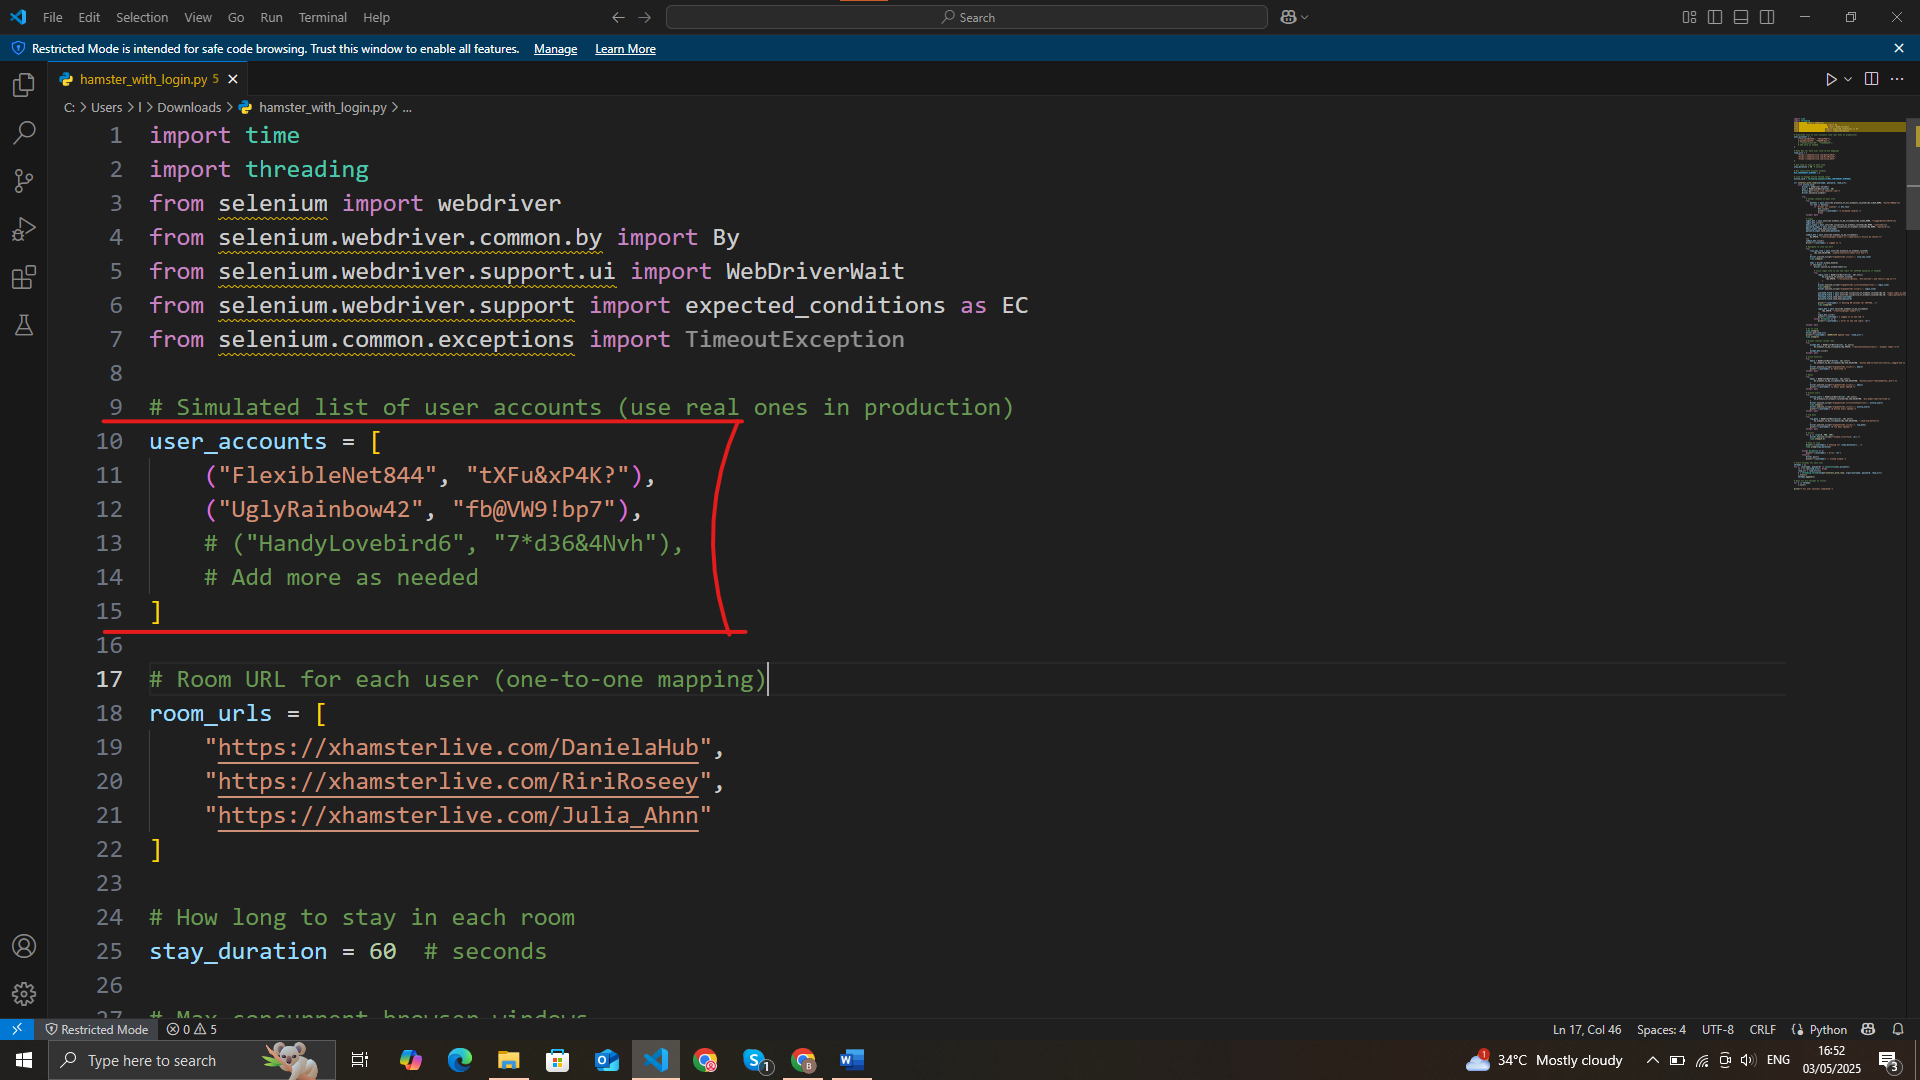 File Edit Selection View Go Run Terminal Help
Search
Restricted Mode is intended for safe code browsing. Trust this window to enable all features. Manage Learn More
hamster_with_login.py 5
C: > Users > I > Downloads > hamster_with_login.py > ...
1 import time
2 import threading
3 from selenium import webdriver
4 from selenium.webdriver.common.by import By
5 from selenium.webdriver.support.ui import WebDriverWait
6 from selenium.webdriver.support import expected_conditions as EC
7 from selenium.common.exceptions import TimeoutException
8
9 # Simulated list of user accounts (use real ones in production)
10 user_accounts = [
11 ("FlexibleNet844", "tXFu&xP4K?"),
12 ("UglyRainbow42", "fb@VW9!bp7"),
13 # ("HandyLovebird6", "7*d36&4Nvh"),
14 # Add more as needed
15 ]
16
17 # Room URL for each user (one-to-one mapping)
18 room_urls = [
19 "https://xhamsterlive.com/DanielaHub",
20 "https://xhamsterlive.com/RiriRoseey",
21 "https://xhamsterlive.com/Julia_Ahnn"
22 ]
23
24 # How long to stay in each room
25 stay_duration = 60 # seconds
26
27 # Max concurrent browser windows
Restricted Mode 0 5
Ln 17, Col 46 Spaces: 4 UTF-8 CRLF Python
Type here to search
34°C Mostly cloudy
ENG
16:52
03/05/2025